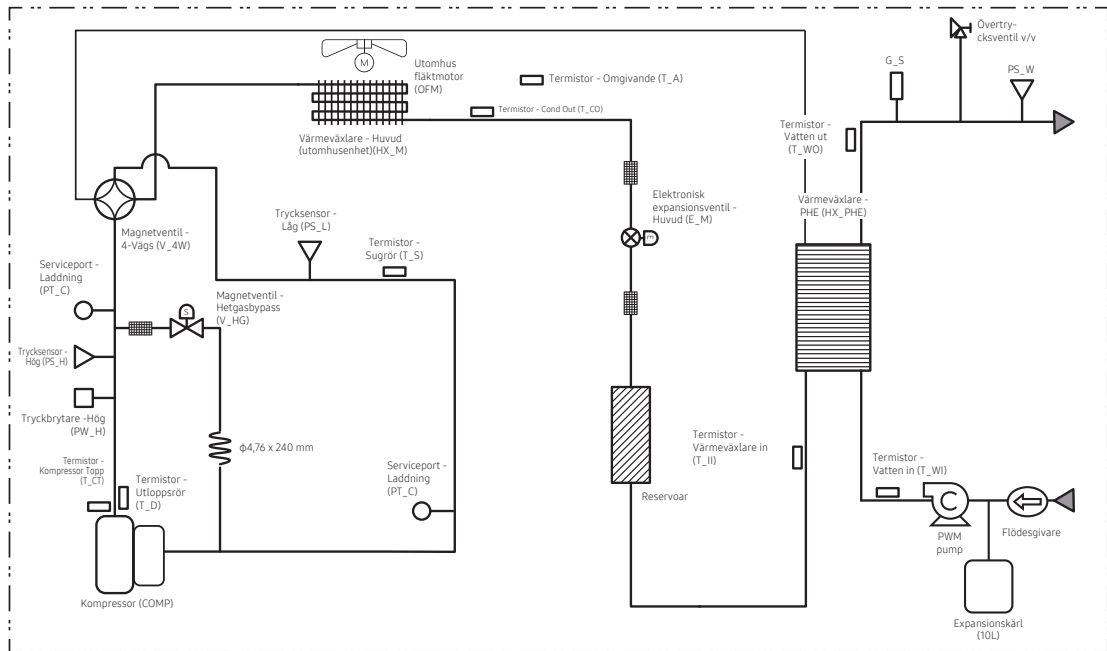 Övertry-
cksventil v/v
G_S
PS_W
M
Utomhus
fläktmotor
(OFM)
Termistor - Omgivande (T_A)
Termistor - Cond Out (T_CO)
Värmeväxlare - Huvud
(utomhusenhet)(HX_M)
Termistor -
Vatten ut
(T_WO)
Elektronisk
expansionsventil -
Huvud (E_M)
E
Värmeväxlare -
PHE (HX_PHE)
Magnetventil -
4-Vägs (V_4W)
Trycksensor -
Låg (PS_L)
Termistor -
Sugrör (T_S)
Serviceport -
Laddning
(PT_C)
Magnetventil -
Hetgasbypass
(V_HG)
S
Trycksensor -
Hög (PS_H)
Tryckbrytare -Hög
(PW_H)
ϕ4,76 x 240 mm
Termistor -
Kompressor Topp
(T_CT)
Termistor -
Utloppsrör
(T_D)
Serviceport -
Laddning
(PT_C)
Kompressor (COMP)
Reservoar
Termistor -
Värmeväxlare in
(T_II)
Termistor -
Vatten in (T_WI)
C
PWM
pump
Flödesgivare
Expansionskärl
(10L)